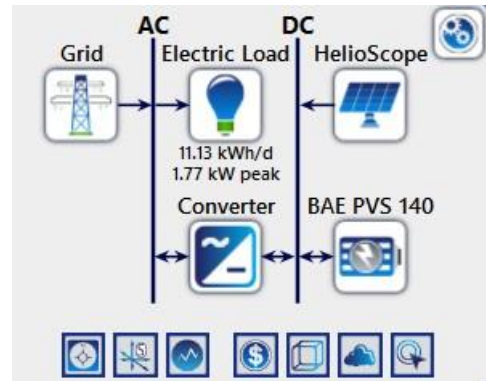 AC DC
Grid Electric Load HelioScope
11.13 kWh/d
1.77 kW peak
Converter BAE PVS 140